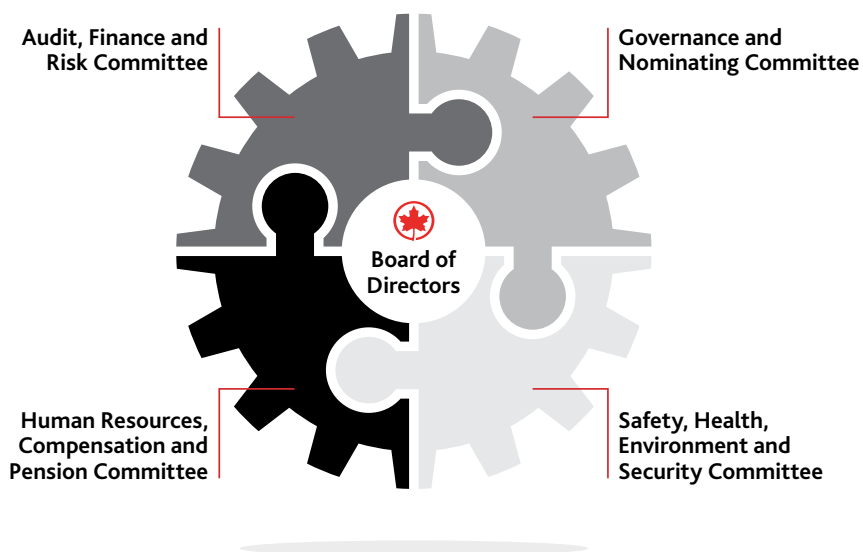 Audit, Finance and
Risk Committee
Governance and
Nominating Committee
Board of
Directors
Human Resources,
Compensation and
Pension Committee
Safety, Health,
Environment and
Security Committee